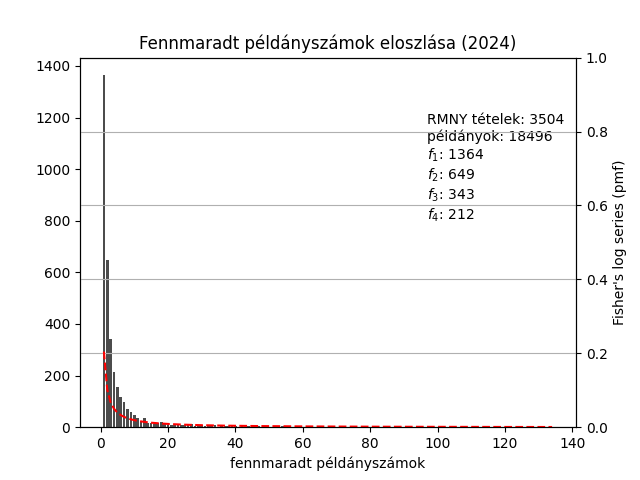 Fennmaradt példányszámok eloszlása (2024)
1400
1200
1000
800
600
400
200
0
RMNY tételek: 3504
példányok: 18496
f₁: 1364
f₂: 649
f₃: 343
f₄: 212
1.0
0.8
0.6
0.4
0.2
0.0
Fisher's log series (pmf)
0 20 40 60 80 100 120 140
fennmaradt példányszámok